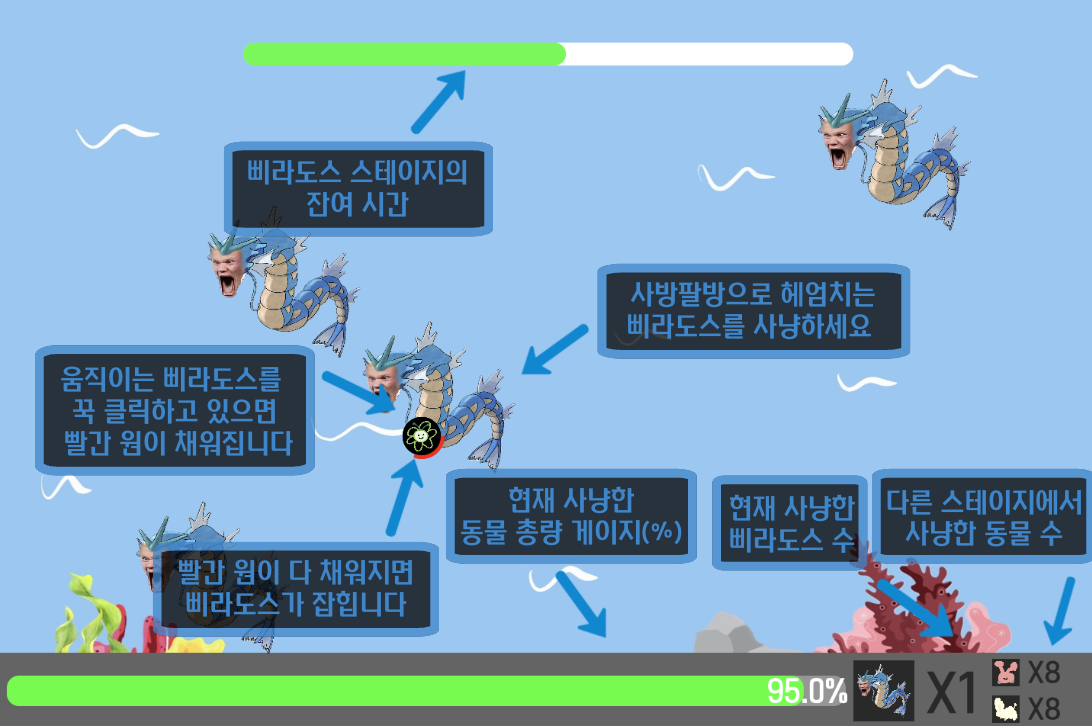 삐라도스 스테이지의
잔여 시간
사방팔방으로 헤엄치는
삐라도스를 사냥하세요
움직이는 삐라도스를
꾹 클릭하고 있으면
빨간 원이 채워집니다
현재 사냥한
동물 총량 게이지(%)
현재 사냥한
삐라도스 수
다른 스테이지에서
사냥한 동물 수
빨간 원이 다 채워지면
삐라도스가 잡힙니다
95.0%
X1
X8
X8